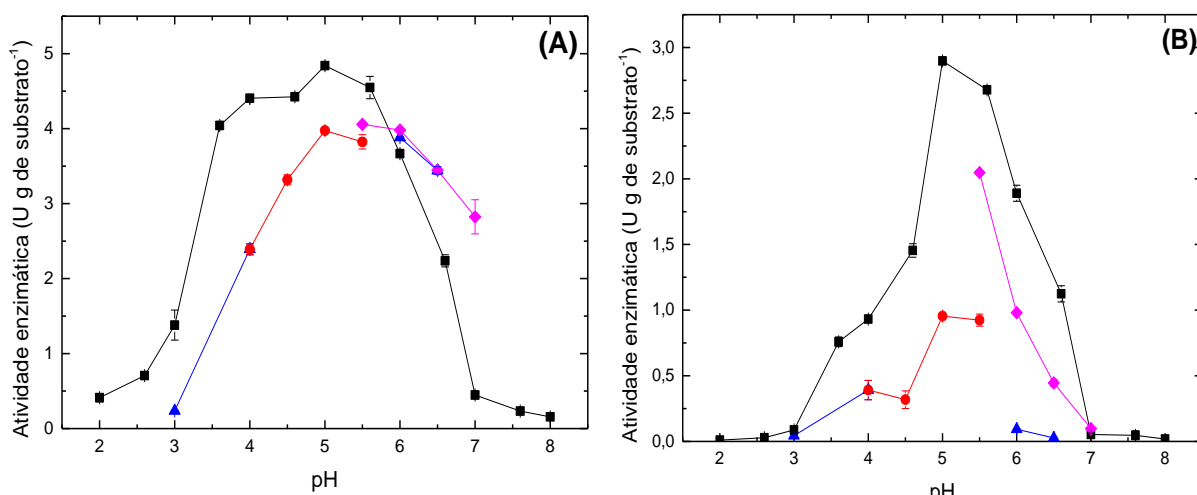 (A)
Atividade enzimática (U g de substrato⁻¹)
5
4
3
2
1
0
2 3 4 5 6 7 8
pH
(B)
Atividade enzimática (U g de substrato⁻¹)
3,0
2,5
2,0
1,5
1,0
0,5
0,0
2 3 4 5 6 7 8
pH